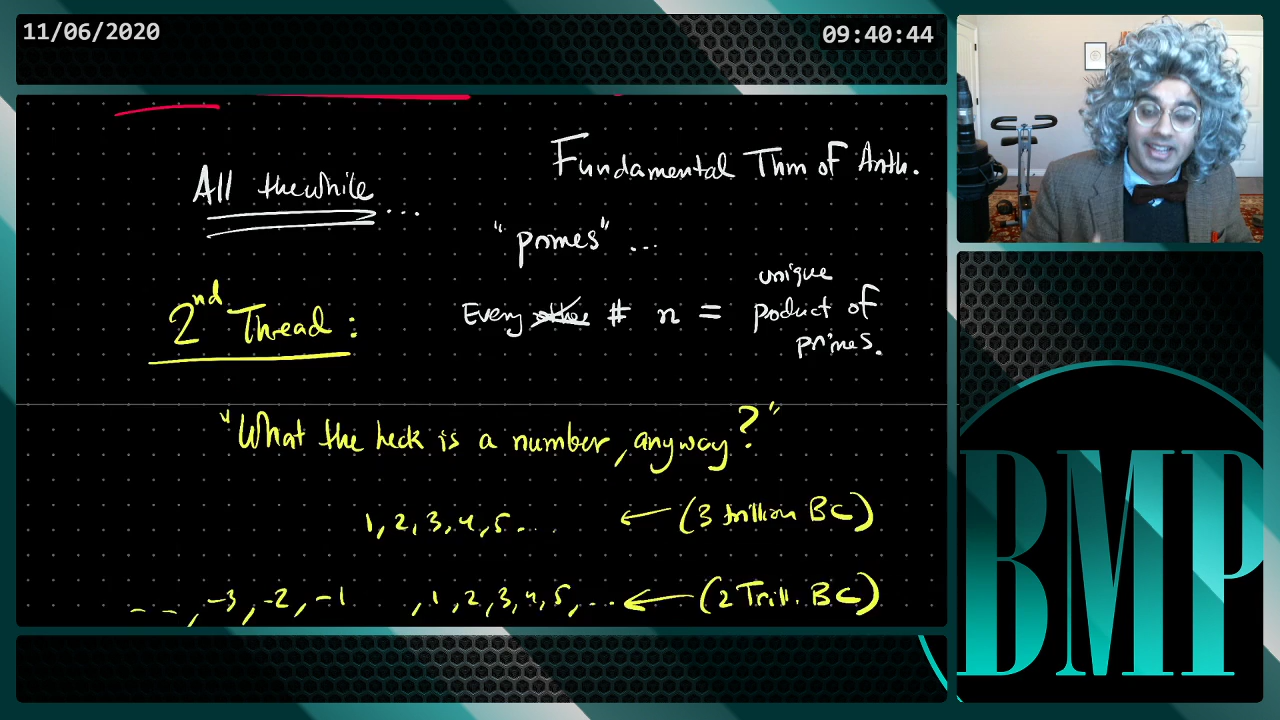 11/06/2020
09:40:44
All thewhile...
Fundamental Thm of Arith.
"primes" ...
2nd Thread:
Every other # n = unique product of primes.
"What the heck is a number, anyway?"
1, 2, 3, 4, 5... ← (3 trillion BC)
- - , -3, -2, -1 , 1, 2, 3, 4, 5, ... ← (2 Trill. BC)
BMP